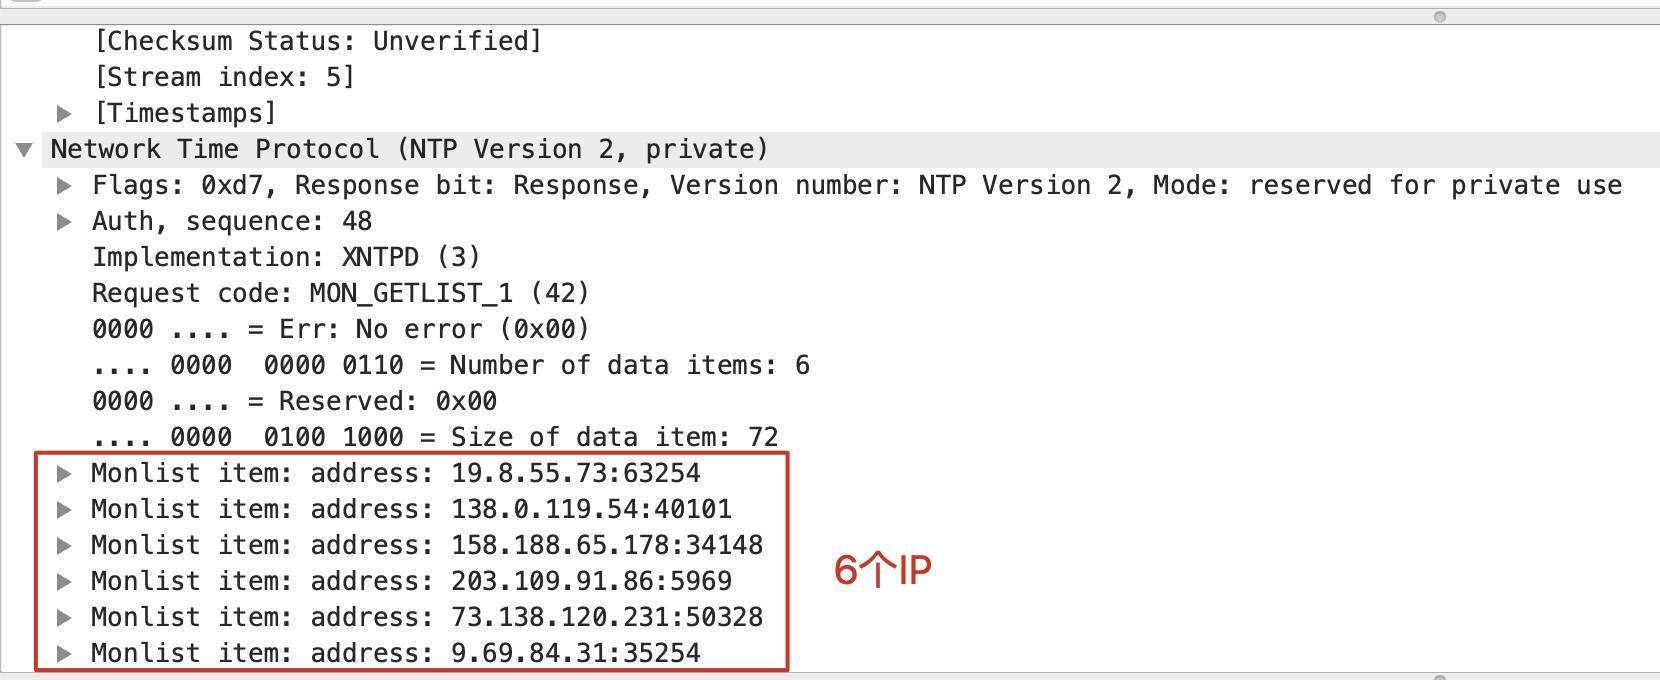 [Checksum Status: Unverified]
[Stream index: 5]
[Timestamps]
Network Time Protocol (NTP Version 2, private)
Flags: 0xd7, Response bit: Response, Version number: NTP Version 2, Mode: reserved for private use
Auth, sequence: 48
Implementation: XNTPD (3)
Request code: MON_GETLIST_1 (42)
0000 .... = Err: No error (0x00)
.... 0000  0000 0110 = Number of data items: 6
0000 .... = Reserved: 0x00
.... 0000  0100 1000 = Size of data item: 72
Monlist item: address: 19.8.55.73:63254
Monlist item: address: 138.0.119.54:40101
Monlist item: address: 158.188.65.178:34148
Monlist item: address: 203.109.91.86:5969
Monlist item: address: 73.138.120.231:50328
Monlist item: address: 9.69.84.31:35254
6个IP